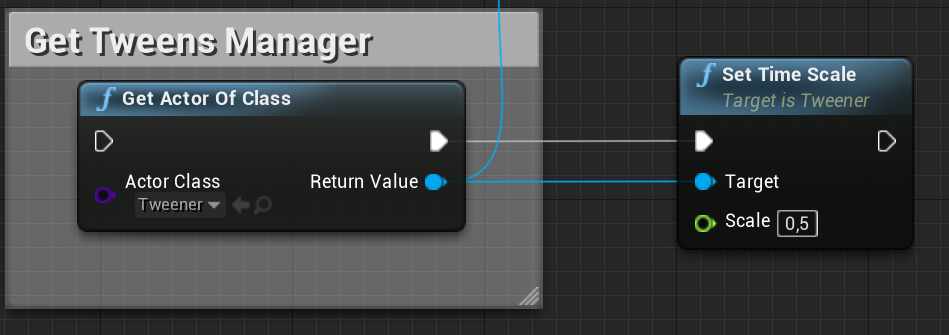 Get Tweens Manager
Get Actor Of Class
Actor Class
Tweener
Return Value
Set Time Scale
Target is Tweener
Target
Scale 0,5